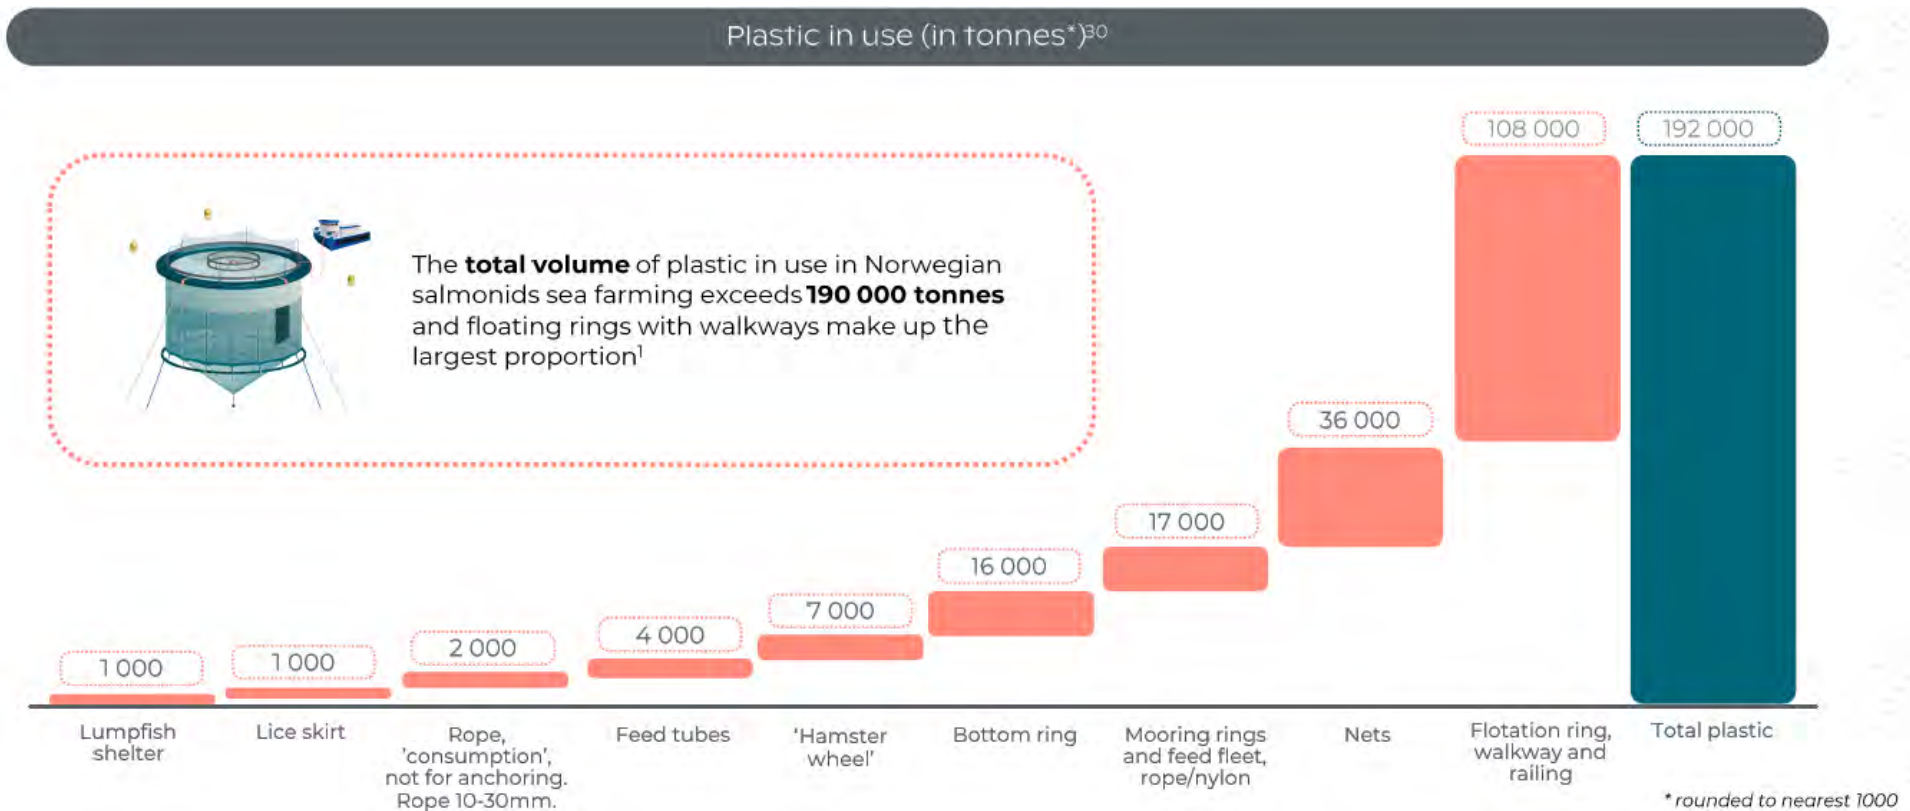 Plastic in use (in tonnes*)³⁰
The total volume of plastic in use in Norwegian
salmonids sea farming exceeds 190 000 tonnes
and floating rings with walkways make up the
largest proportion¹
1 000
1 000
2 000
4 000
7 000
16 000
17 000
36 000
108 000
192 000
Lumpfish
shelter
Lice skirt
Rope,
'consumption',
not for anchoring.
Rope 10-30mm.
Feed tubes
'Hamster
wheel'
Bottom ring
Mooring rings
and feed fleet,
rope/nylon
Nets
Flotation ring,
walkway and
railing
Total plastic
* rounded to nearest 1000